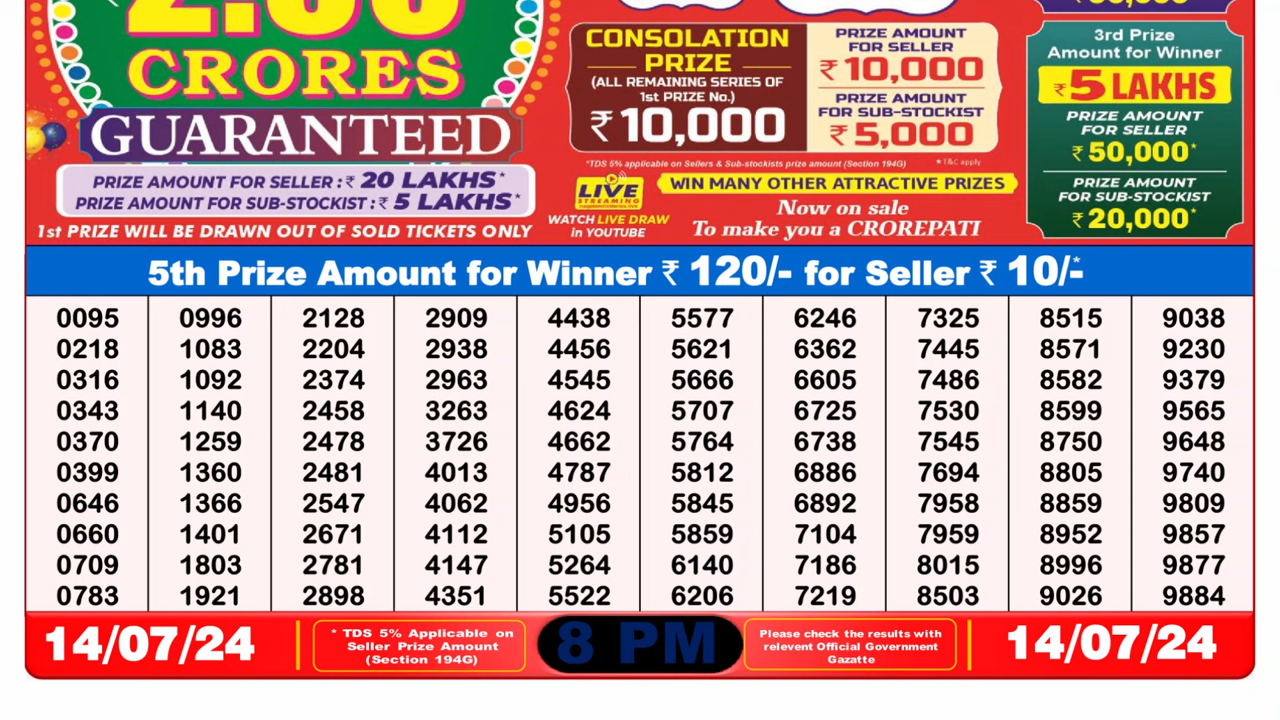 CRORES
GUARANTEED
PRIZE AMOUNT FOR SELLER : ₹ 20 LAKHS*
PRIZE AMOUNT FOR SUB-STOCKIST : ₹ 5 LAKHS*
1st PRIZE WILL BE DRAWN OUT OF SOLD TICKETS ONLY
CONSOLATION
PRIZE
(ALL REMAINING SERIES OF
1st PRIZE No.)
₹ 10,000
PRIZE AMOUNT
FOR SELLER
₹ 10,000
PRIZE AMOUNT
FOR SUB-STOCKIST
₹ 5,000
*TDS 5% applicable on Sellers & Sub-stockists prize amount (Section 194G)
*T&C apply
LIVE
STREAMING
WATCH LIVE DRAW
in YOUTUBE
WIN MANY OTHER ATTRACTIVE PRIZES
Now on sale
To make you a CROREPATI
3rd Prize
Amount for Winner
₹ 5 LAKHS
PRIZE AMOUNT
FOR SELLER
₹ 50,000*
PRIZE AMOUNT
FOR SUB-STOCKIST
₹ 20,000*
5th Prize Amount for Winner ₹ 120/- for Seller ₹ 10/-*
0095 0996 2128 2909 4438 5577 6246 7325 8515 9038
0218 1083 2204 2938 4456 5621 6362 7445 8571 9230
0316 1092 2374 2963 4545 5666 6605 7486 8582 9379
0343 1140 2458 3263 4624 5707 6725 7530 8599 9565
0370 1259 2478 3726 4662 5764 6738 7545 8750 9648
0399 1360 2481 4013 4787 5812 6886 7694 8805 9740
0646 1366 2547 4062 4956 5845 6892 7958 8859 9809
0660 1401 2671 4112 5105 5859 7104 7959 8952 9857
0709 1803 2781 4147 5264 6140 7186 8015 8996 9877
0783 1921 2898 4351 5522 6206 7219 8503 9026 9884
14/07/24
* TDS 5% Applicable on
Seller Prize Amount
(Section 194G)
8 PM
Please check the results with
relevent Official Government
Gazatte
14/07/24